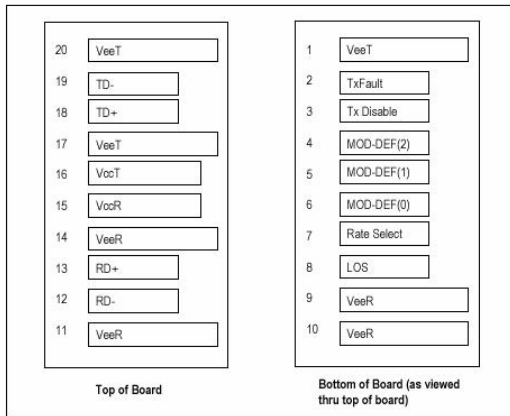 20 VeeT
19 TD-
18 TD+
17 VeeT
16 VccT
15 VccR
14 VeeR
13 RD+
12 RD-
11 VeeR
Top of Board
1 VeeT
2 TxFault
3 Tx Disable
4 MOD-DEF(2)
5 MOD-DEF(1)
6 MOD-DEF(0)
7 Rate Select
8 LOS
9 VeeR
10 VeeR
Bottom of Board (as viewed
thru top of board)